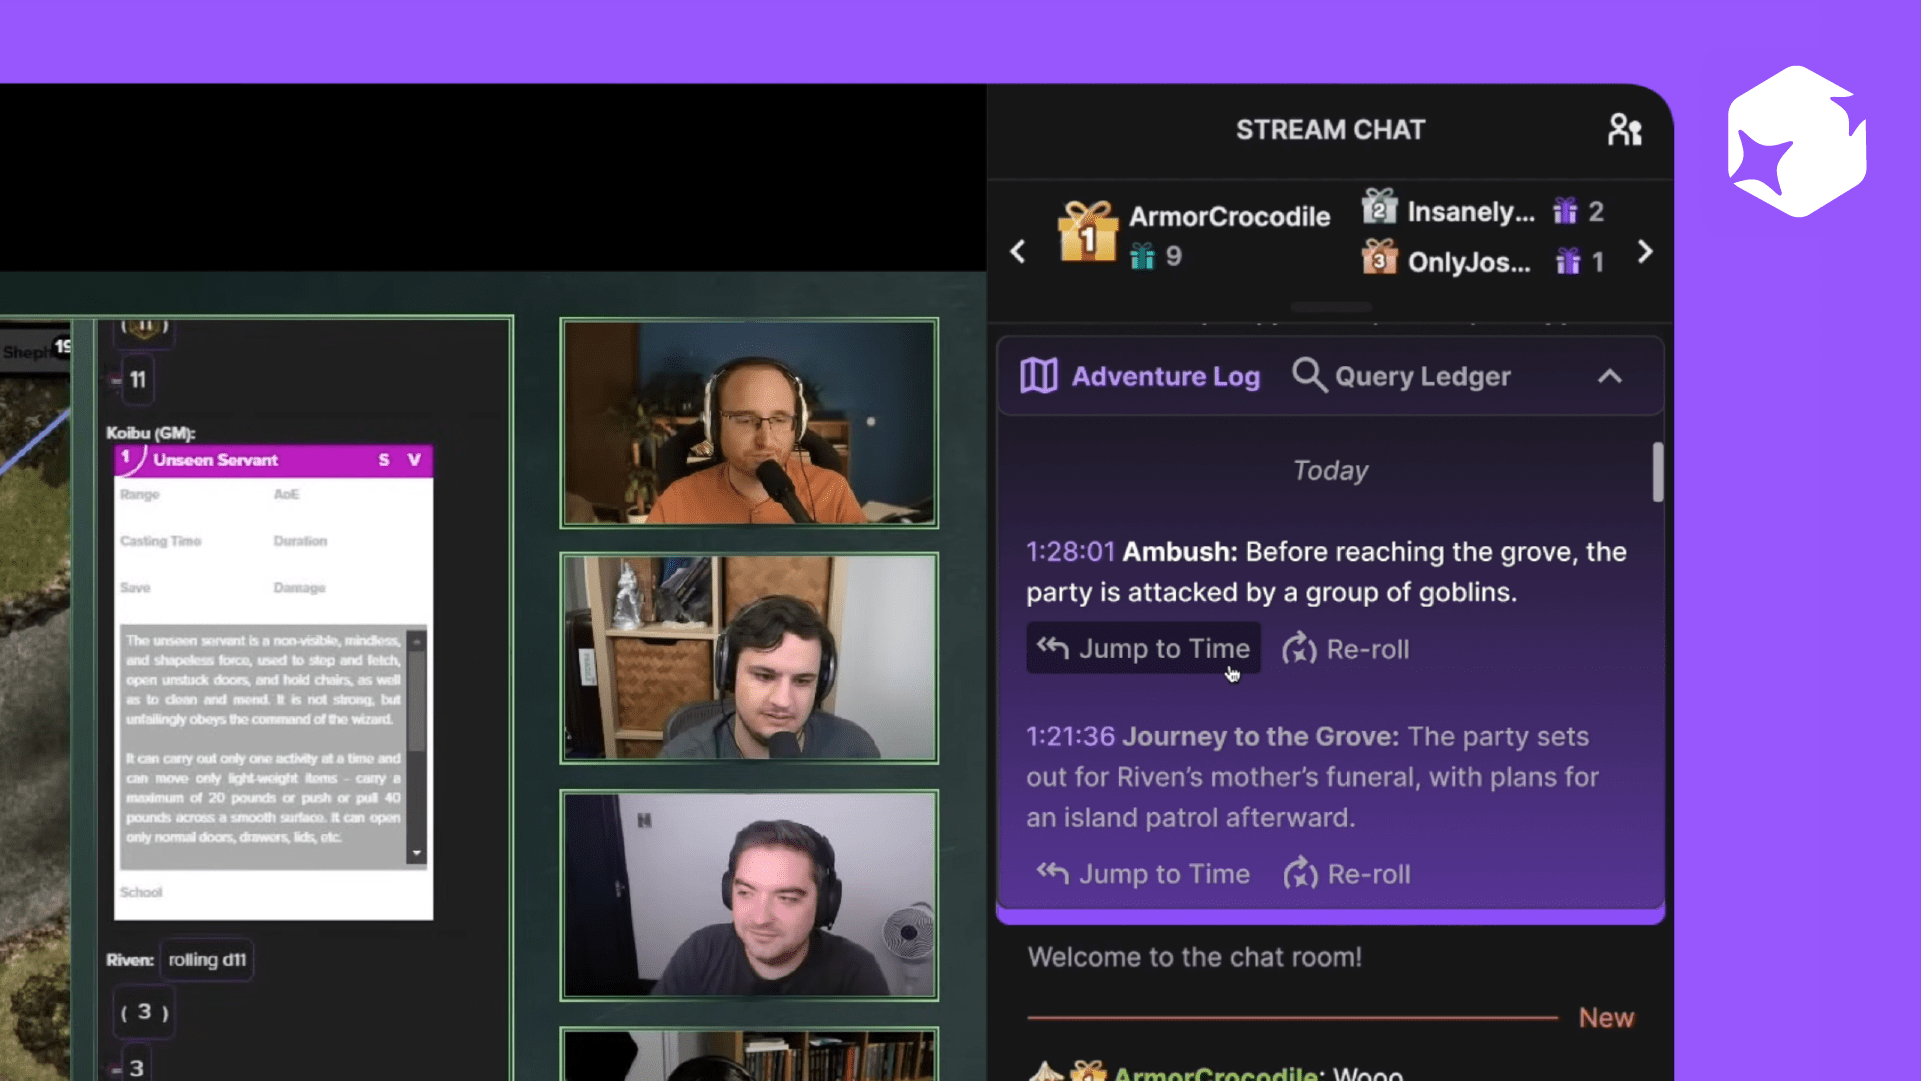 Sheph
19
( 11 )
= 11
Koibu (GM):
1 Unseen Servant S V
Range AoE
Casting Time Duration
Save Damage
The unseen servant is a non-visible, mindless,
and shapeless force, used to step and fetch,
open unstuck doors, and hold chairs, as well
as to clean and mend. It is not strong, but
unfailingly obeys the command of the wizard.
It can carry out only one activity at a time and
can move only light-weight items - carry a
maximum of 20 pounds or push or pull 40
pounds across a smooth surface. It can open
only normal doors, drawers, lids, etc.
School
Riven: rolling d11
( 3 )
= 3
STREAM CHAT
1 ArmorCrocodile
9
2 Insanely... 2
3 OnlyJos... 1
Adventure Log Query Ledger
Today
1:28:01 Ambush: Before reaching the grove, the
party is attacked by a group of goblins.
Jump to Time Re-roll
1:21:36 Journey to the Grove: The party sets
out for Riven’s mother’s funeral, with plans for
an island patrol afterward.
Jump to Time Re-roll
Welcome to the chat room!
New
ArmorCrocodile: Wooo